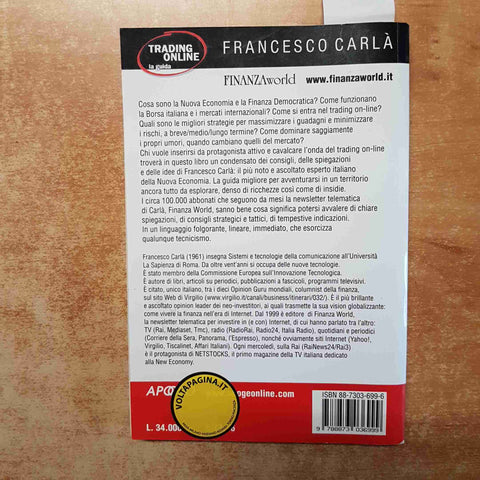 TRADING
ONLINE
la guida
FRANCESCO CARLÀ
FINANZAworld www.finanzaworld.it
Cosa sono la Nuova Economia e la Finanza Democratica? Come funzionano
la Borsa italiana e i mercati internazionali? Come si entra nel trading on-line?
Quali sono le migliori strategie per massimizzare i guadagni e minimizzare
i rischi, a breve/medio/lungo termine? Come dominare saggiamente
i propri umori, quando cambiano quelli del mercato?
Chi vuole inserirsi da protagonista attivo e cavalcare l'onda del trading on-line
troverà in questo libro un condensato dei consigli, delle spiegazioni
e delle idee di Francesco Carlà: il più noto e ascoltato esperto italiano
della Nuova Economia. La guida migliore per avventurarsi in un territorio
ancora tutto da esplorare, denso di ricchezze così come di insidie.
I circa 100.000 abbonati che seguono da mesi la newsletter telematica
di Carlà, Finanza World, sanno bene cosa significa potersi avvalere di chiare
spiegazioni, di consigli strategici e tattici, di tempestive indicazioni.
In un linguaggio folgorante, lineare, immediato, che esorcizza
qualunque tecnicismo.
Francesco Carlà (1961) insegna Sistemi e tecnologie della comunicazione all'Università
La Sapienza di Roma. Da oltre vent'anni si occupa delle nuove tecnologie.
È stato membro della Commissione Europea sull'Innovazione Tecnologica.
È autore di libri, articoli su periodici, pubblicazioni a fascicoli, programmi televisivi.
È citato, unico italiano, tra i dieci Opinion Guru mondiali, columnist della finanza,
sul sito Web di Virgilio (www.virgilio.it/canali/business/itinerari/032/). È il più brillante
e ascoltato opinion leader dei neo-investitori, ai quali trasmette la sua visione globalizzante:
come vivere la finanza nell'era di Internet. Dal 1999 è editore di Finanza World,
la newsletter telematica per investire in (e con) Internet, di cui hanno parlato tra l'altro:
TV (Rai, Mediaset, Tmc), radio (RadioRai, Radio24, Italia Radio), quotidiani e periodici
(Corriere della Sera, Panorama, l'Espresso), nonché ovviamente siti Internet (Yahoo!,
Virgilio, Tiscalinet, Affari Italiani). Ogni mercoledì, sulla Rai (RaiNews24/Rai3)
è il protagonista di NETSTOCKS, il primo magazine della TV italiana dedicato
alla New Economy.
ISBN 88-7303-699-6
APO
ogeonline.com
VOLTAPAGINA.IT
L. 34.000
9 788873 036999